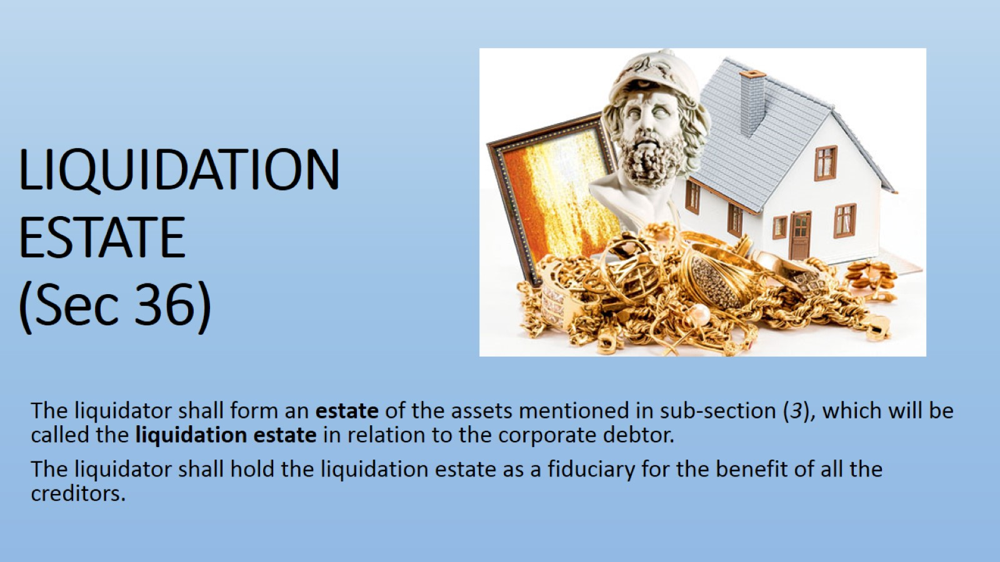 LIQUIDATION
ESTATE
(Sec 36)
The liquidator shall form an estate of the assets mentioned in sub-section (3), which will be
called the liquidation estate in relation to the corporate debtor.
The liquidator shall hold the liquidation estate as a fiduciary for the benefit of all the
creditors.